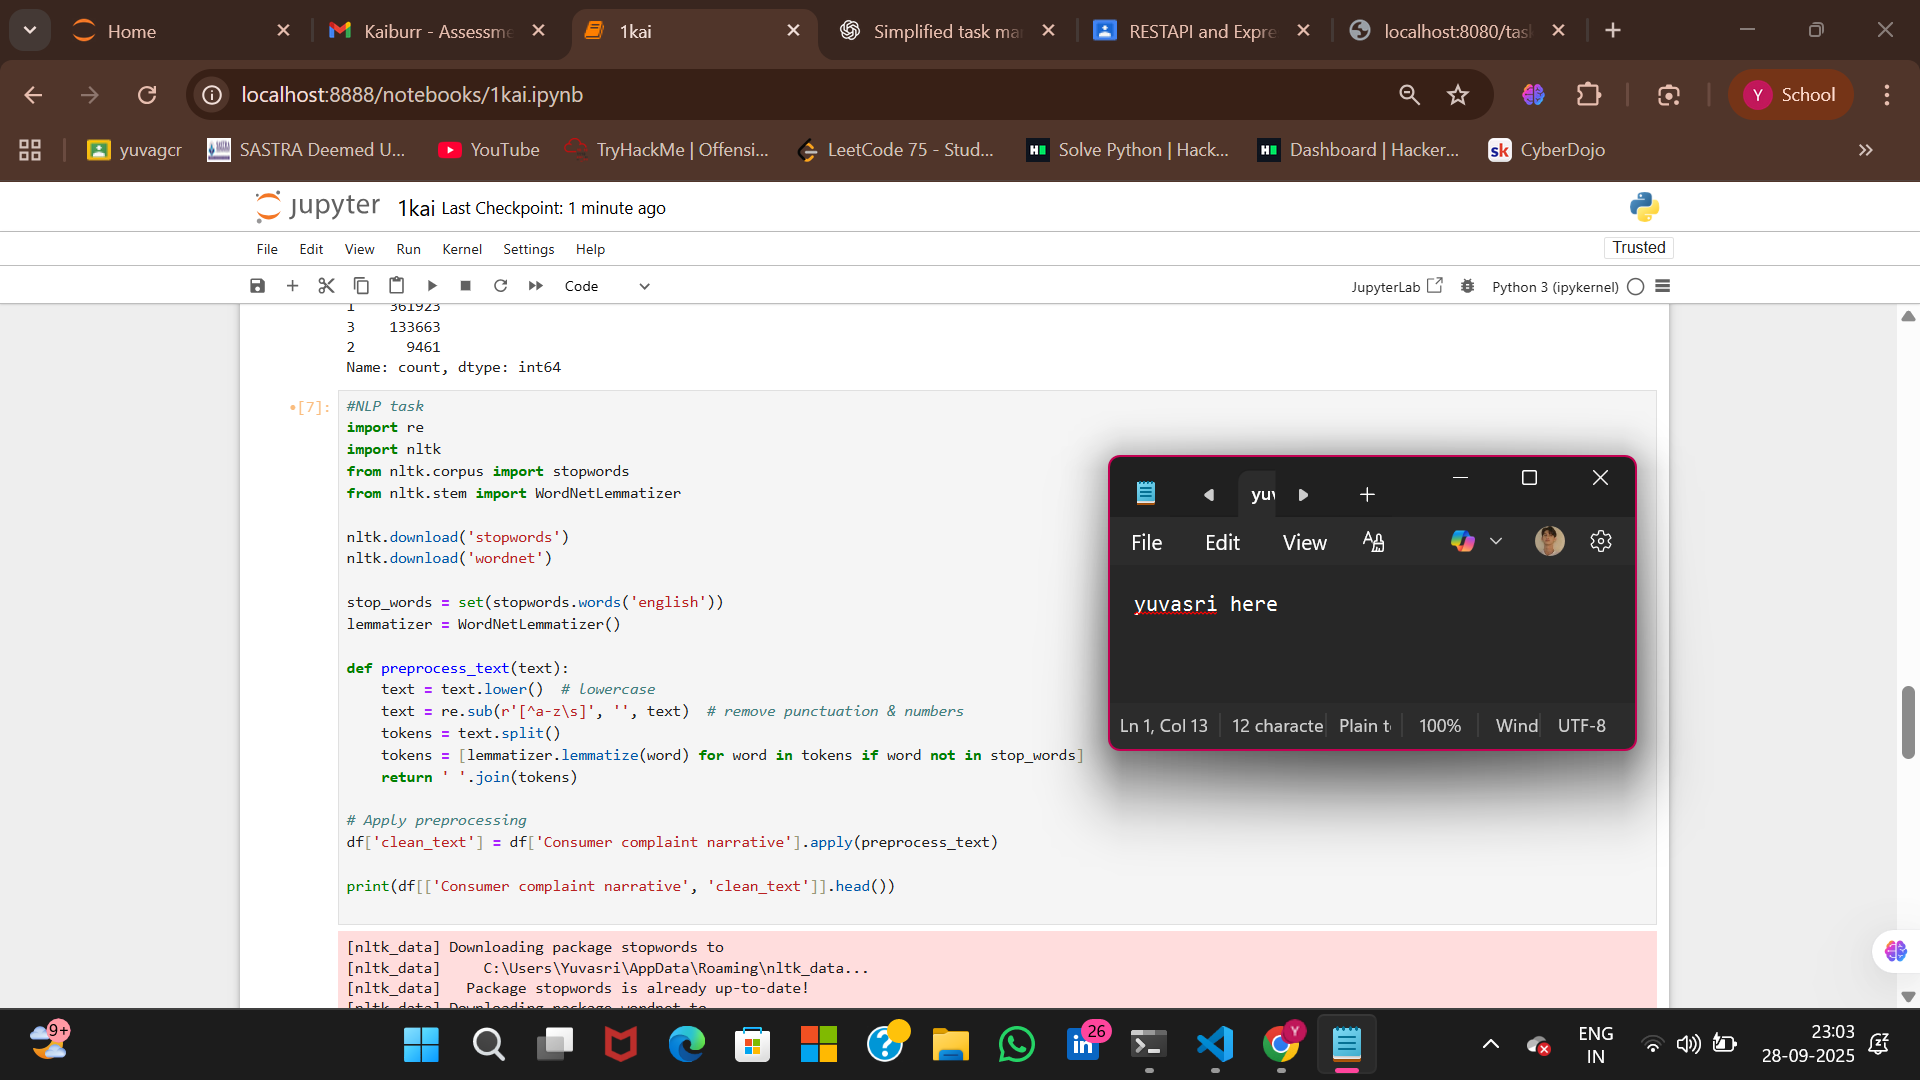 Home
Kaiburr - Assessme
1kai
Simplified task ma
RESTAPI and Expre
localhost:8080/tas
localhost:8888/notebooks/1kai.ipynb
Y School
yuvagcr
SASTRA Deemed U...
YouTube
TryHackMe | Offensi...
LeetCode 75 - Stud...
Solve Python | Hack...
Dashboard | Hacker...
sk CyberDojo
jupyter 1kai Last Checkpoint: 1 minute ago
File Edit View Run Kernel Settings Help
Trusted
Code
JupyterLab
Python 3 (ipykernel)
1 361923
3 133663
2 9461
Name: count, dtype: int64
•[7]:
#NLP task
import re
import nltk
from nltk.corpus import stopwords
from nltk.stem import WordNetLemmatizer
nltk.download('stopwords')
nltk.download('wordnet')
stop_words = set(stopwords.words('english'))
lemmatizer = WordNetLemmatizer()
def preprocess_text(text):
text = text.lower() # lowercase
text = re.sub(r'[^a-z\s]', '', text) # remove punctuation & numbers
tokens = text.split()
tokens = [lemmatizer.lemmatize(word) for word in tokens if word not in stop_words]
return ' '.join(tokens)
# Apply preprocessing
df['clean_text'] = df['Consumer complaint narrative'].apply(preprocess_text)
print(df[['Consumer complaint narrative', 'clean_text']].head())
[nltk_data] Downloading package stopwords to
[nltk_data] C:\Users\Yuvasri\AppData\Roaming\nltk_data...
[nltk_data] Package stopwords is already up-to-date!
[nltk_data] Downloading package wordnet to
yuv
File Edit View
yuvasri here
Ln 1, Col 13
12 characte
Plain t
100%
Wind
UTF-8
9+
26
Y
ENG
IN
23:03
28-09-2025